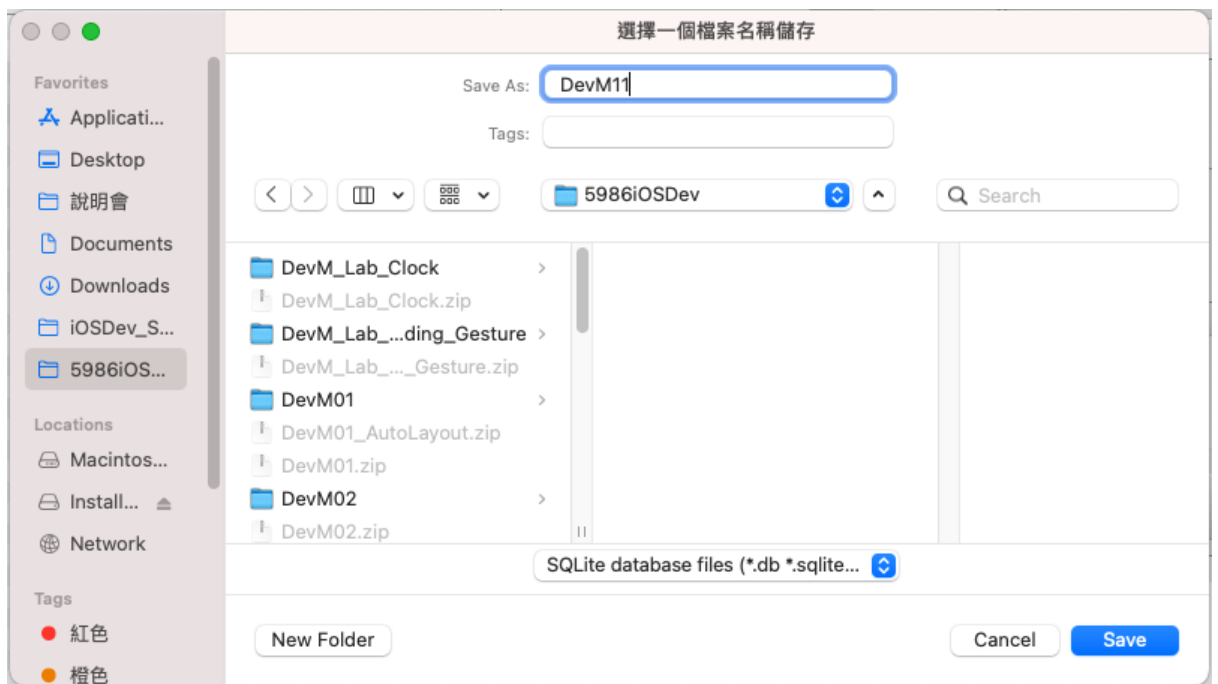 選擇一個檔案名稱儲存
Save As: DevM11
Tags:
5986iOSDev
Search
Favorites
Applicati...
Desktop
說明會
Documents
Downloads
iOSDev_S...
5986iOS...
Locations
Macintos...
Install...
Network
Tags
紅色
橙色
DevM_Lab_Clock
DevM_Lab_Clock.zip
DevM_Lab_...ding_Gesture
DevM_Lab_..._Gesture.zip
DevM01
DevM01_AutoLayout.zip
DevM01.zip
DevM02
DevM02.zip
SQLite database files (*.db *.sqlite...
New Folder
Cancel
Save